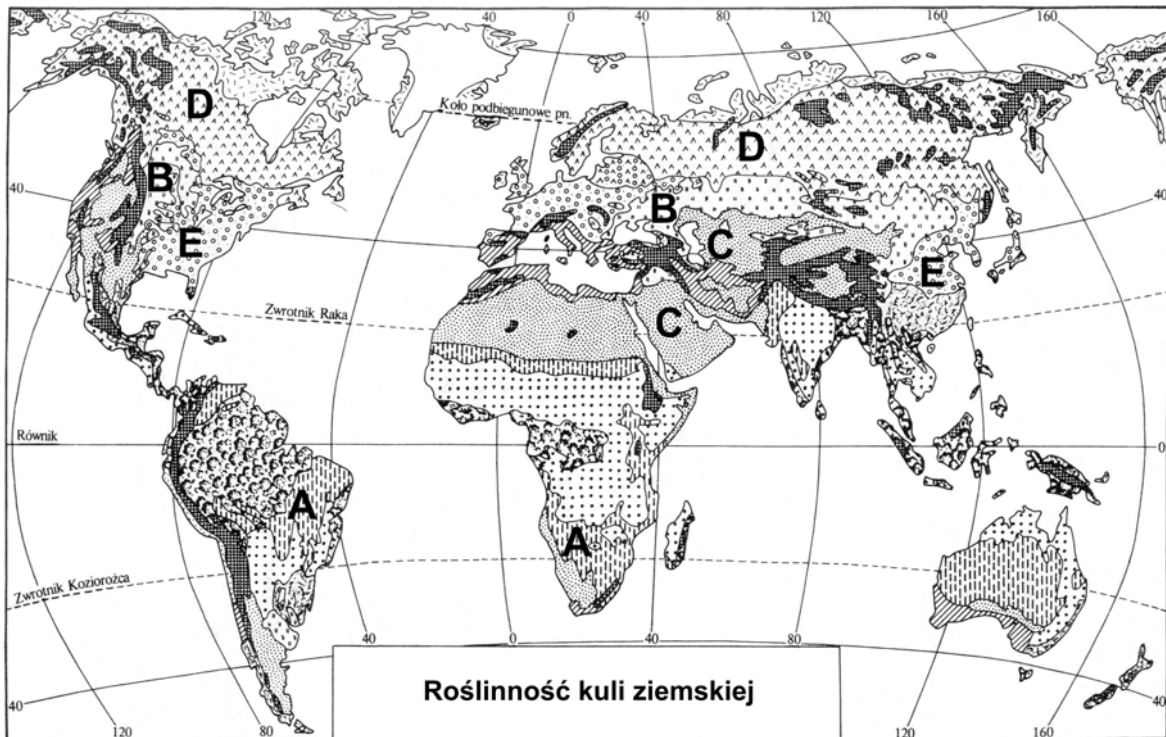 120 40 0 40 80 120 160 160
D
Koło podbiegunowe pn.
D
40
B
B
40
E
C
E
Zwrotnik Raka
C
Równik
0
A
A
Zwrotnik Koziorożca
40
0
40
80
40
40
120
80
120
160
Roślinność kuli ziemskiej